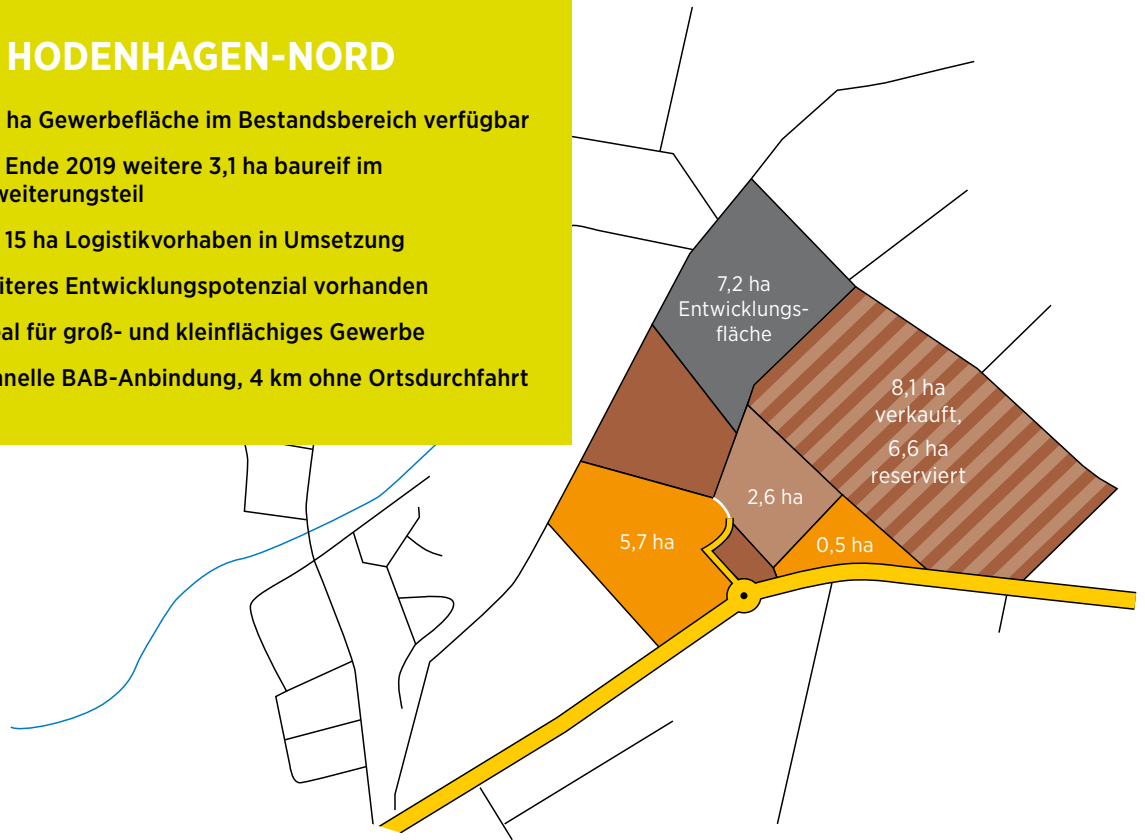 HODENHAGEN-NORD
ha Gewerbefläche im Bestandsbereich verfügbar
Ende 2019 weitere 3,1 ha baureif im
weiterungsteil
15 ha Logistikvorhaben in Umsetzung
iteres Entwicklungspotenzial vorhanden
al für groß- und kleinflächiges Gewerbe
nelle BAB-Anbindung, 4 km ohne Ortsdurchfahrt
7,2 ha
Entwicklungs-
fläche
8,1 ha
verkauft,
6,6 ha
reserviert
2,6 ha
5,7 ha
0,5 ha